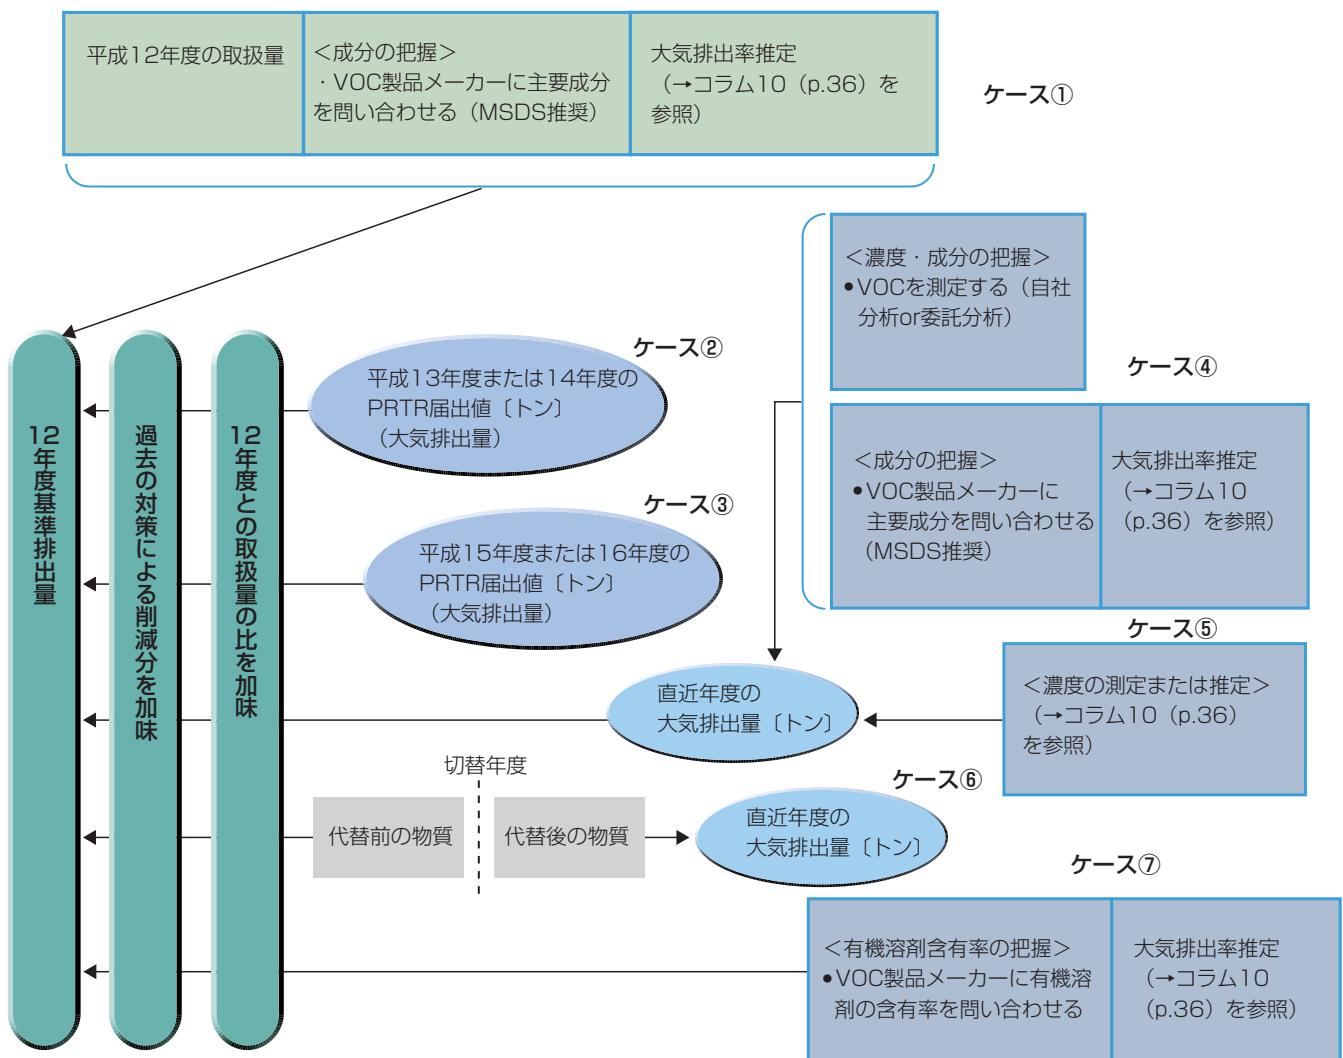 平成12年度の取扱量
＜成分の把握＞
・VOC製品メーカーに主要成分
を問い合わせる（MSDS推奨）
大気排出率推定
（→コラム10（p.36）を
参照）
ケース①
＜濃度・成分の把握＞
●VOCを測定する（自社
分析or委託分析）
ケース②
平成13年度または14年度の
PRTR届出値〔トン〕
（大気排出量）
ケース④
＜成分の把握＞
●VOC製品メーカーに
主要成分を問い合わせる
（MSDS推奨）
大気排出率推定
（→コラム10
（p.36）を参照）
12年度基準排出量
過去の対策による削減分を加味
12年度との取扱量の比を加味
ケース③
平成15年度または16年度の
PRTR届出値〔トン〕
（大気排出量）
ケース⑤
＜濃度の測定または推定＞
（→コラム10（p.36）
を参照）
直近年度の
大気排出量〔トン〕
切替年度
代替前の物質
代替後の物質
ケース⑥
直近年度の
大気排出量〔トン〕
ケース⑦
＜有機溶剤含有率の把握＞
●VOC製品メーカーに有機溶
剤の含有率を問い合わせる
大気排出率推定
（→コラム10
（p.36）を参照）